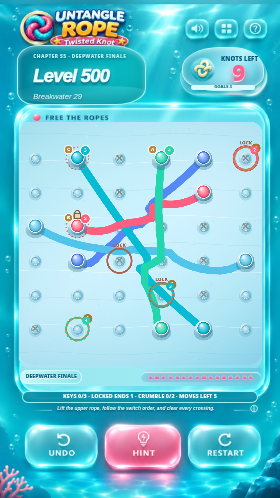 UNTANGLE
ROPE
Twisted Knot
CHAPTER 55 - DEEPWATER FINALE
Level 500
Breakwater 29
KNOTS LEFT
9
FREE THE ROPES
LOCK
LOCK
LOCK
DEEPWATER FINALE
KEYS 0/3 - LOCKED ENDS 1 - CRUMBLE 0/2 - MOVES LEFT 5
Lift the upper rope, follow the switch order, and clear every crossing.
UNDO
HINT
RESTART